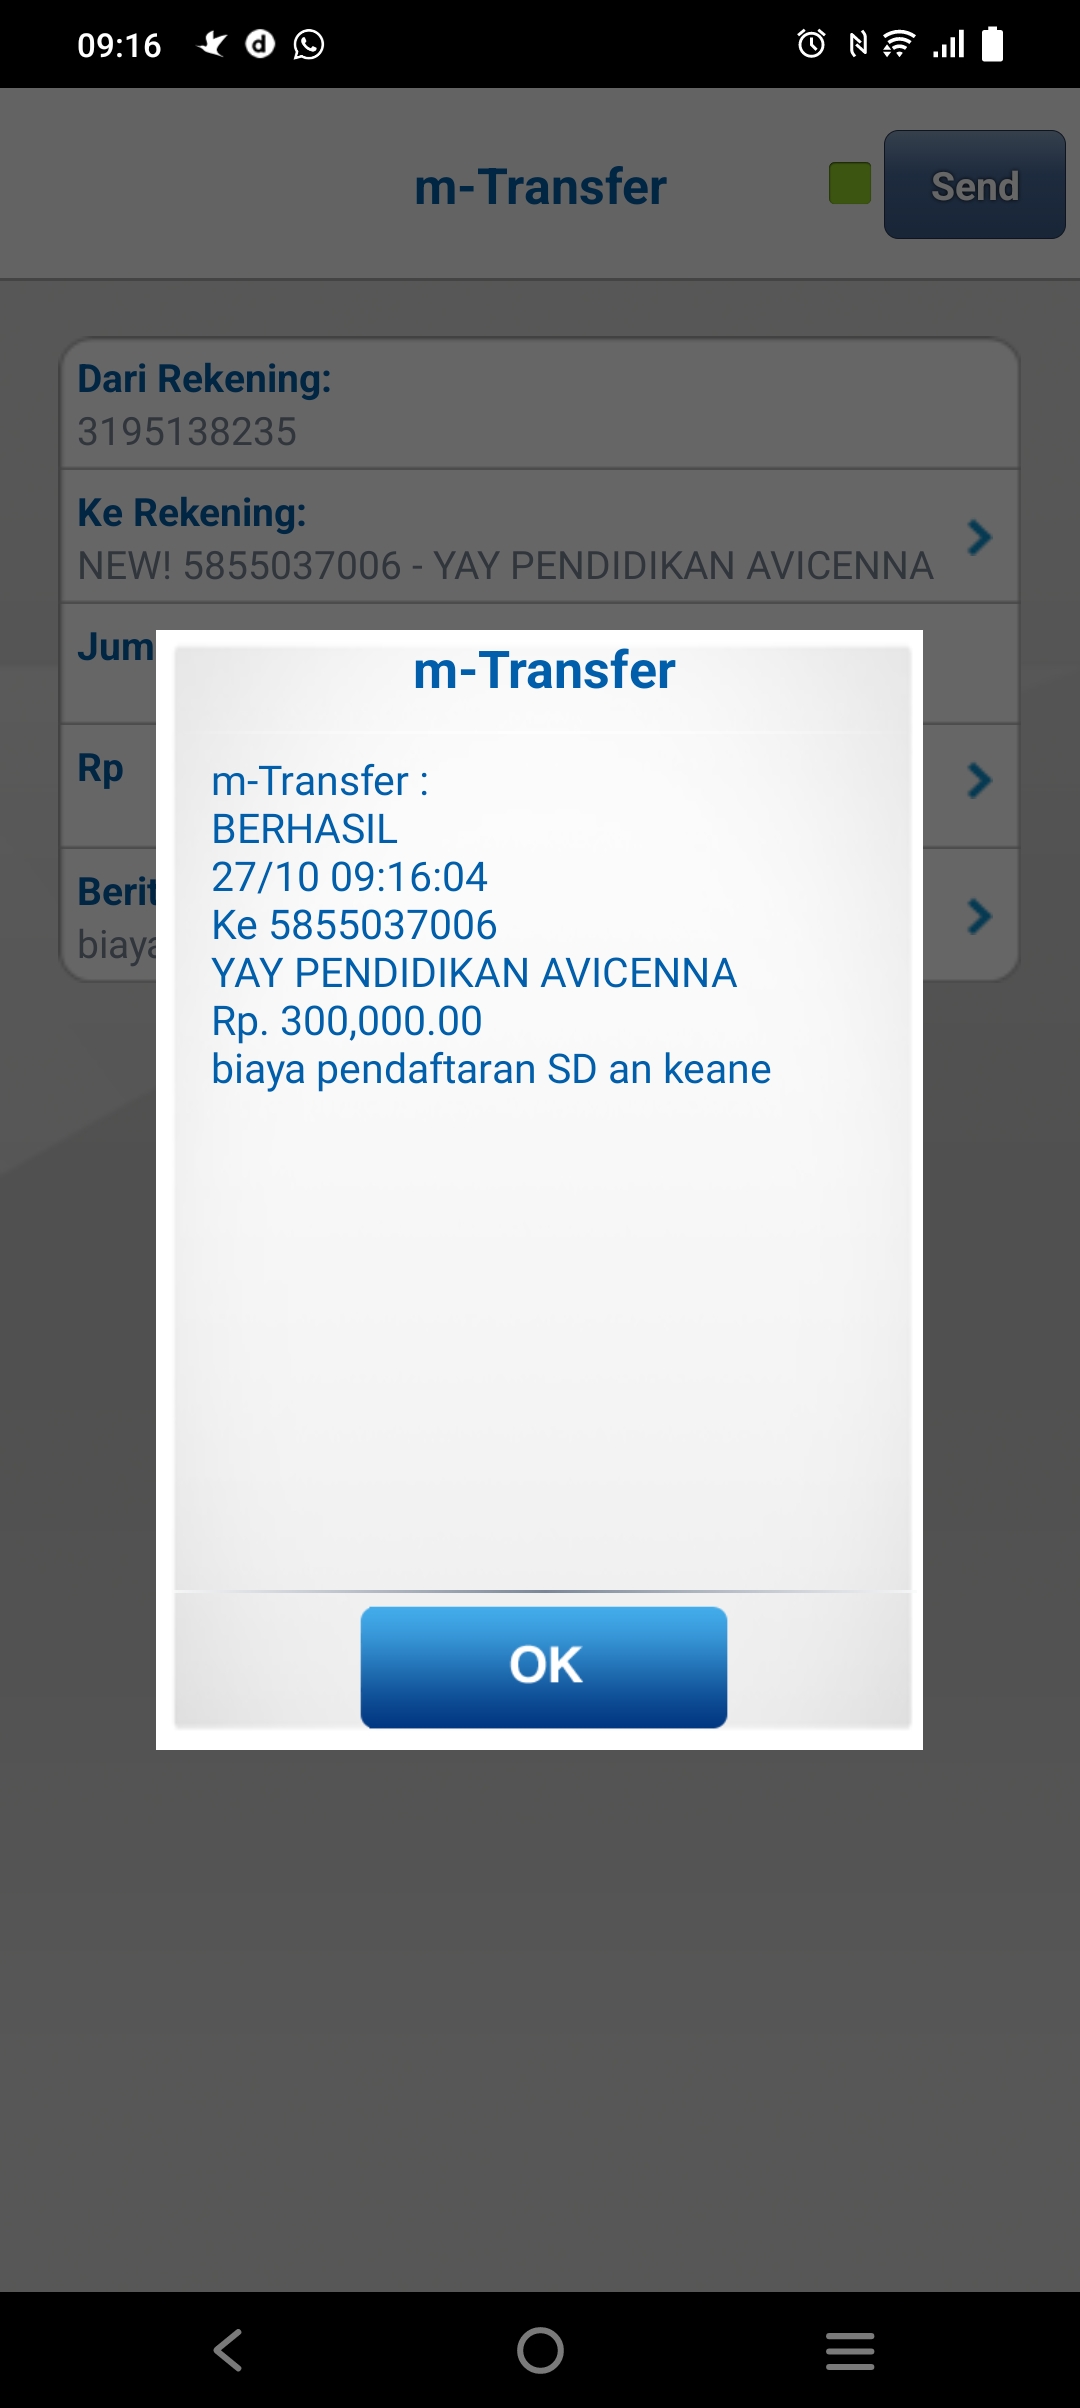 09:16
m-Transfer
Send
Dari Rekening:
3195138235
Ke Rekening:
NEW! 5855037006 - YAY PENDIDIKAN AVICENNA
Jum
Rp
Berit
biaya
m-Transfer
m-Transfer :
BERHASIL
27/10 09:16:04
Ke 5855037006
YAY PENDIDIKAN AVICENNA
Rp. 300,000.00
biaya pendaftaran SD an keane
OK